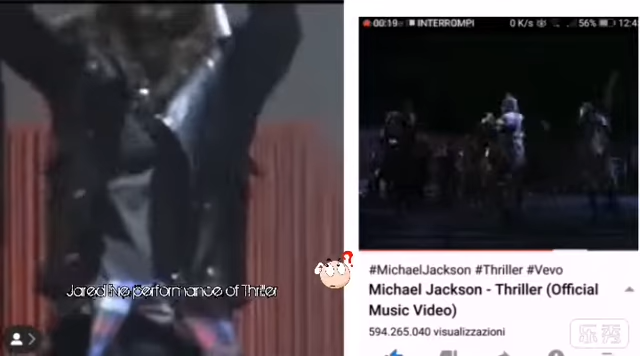 Jared live performance of Thriller
00:19 INTERROMPI 0 K/s 56% 12:4
#MichaelJackson #Thriller #Vevo
Michael Jackson - Thriller (Official
Music Video)
594.265.040 visualizzazioni
乐秀